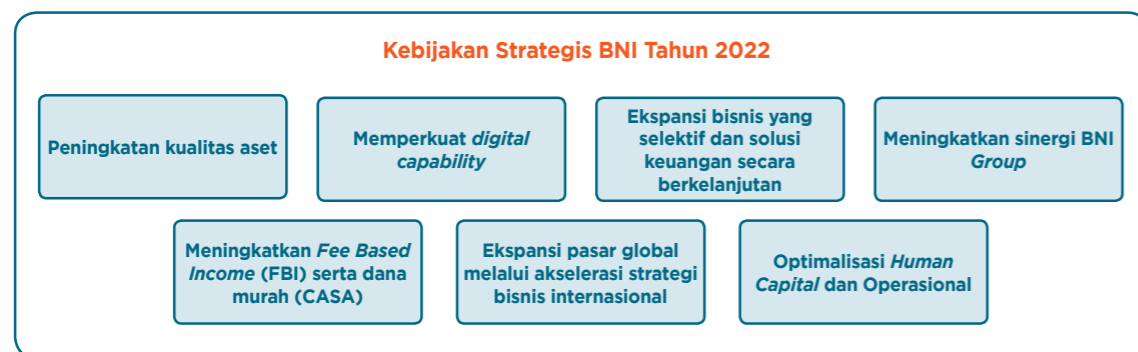 Kebijakan Strategis BNI Tahun 2022
Peningkatan kualitas aset
Memperkuat digital
capability
Ekspansi bisnis yang
selektif dan solusi
keuangan secara
berkelanjutan
Meningkatkan sinergi BNI
Group
Meningkatkan Fee Based
Income (FBI) serta dana
murah (CASA)
Ekspansi pasar global
melalui akselerasi strategi
bisnis internasional
Optimalisasi Human
Capital dan Operasional